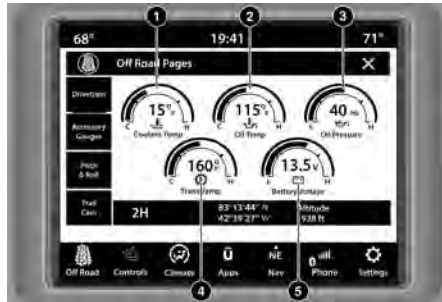 1 2 3
68° 19:41 71°
Off Road Pages X
Drivetrain
Accessory
Gauges
Pitch
& Roll
Trail
Cam
15°
C H
Coolant Temp
115°
C H
Oil Temp
40
L H
Oil Pressure
160°
C H
Trans Temp
13.5v
L H
Battery Voltage
2H
83°13'44" N
42°39'27" W
Altitude
928 ft
Off Road Controls Climate Apps Nav Phone Settings
NE
4 5